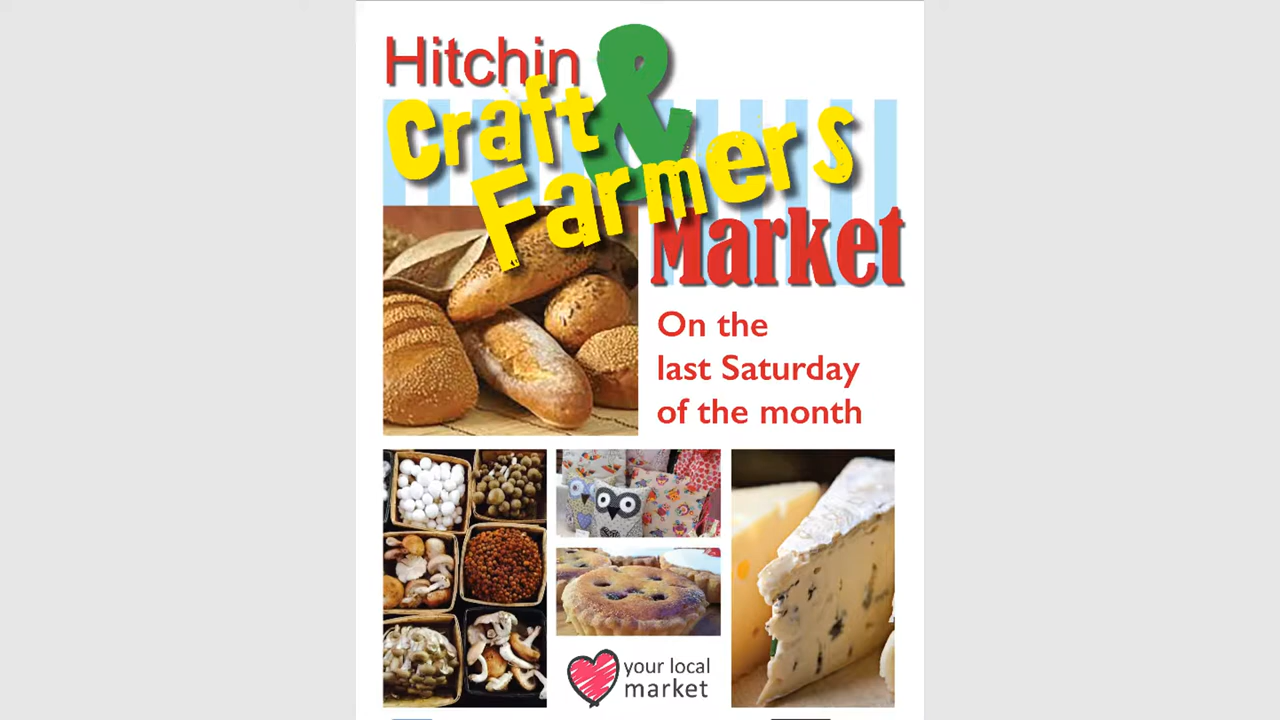 Hitchin
Craft &
Farmers
Market
On the
last Saturday
of the month
your local
market